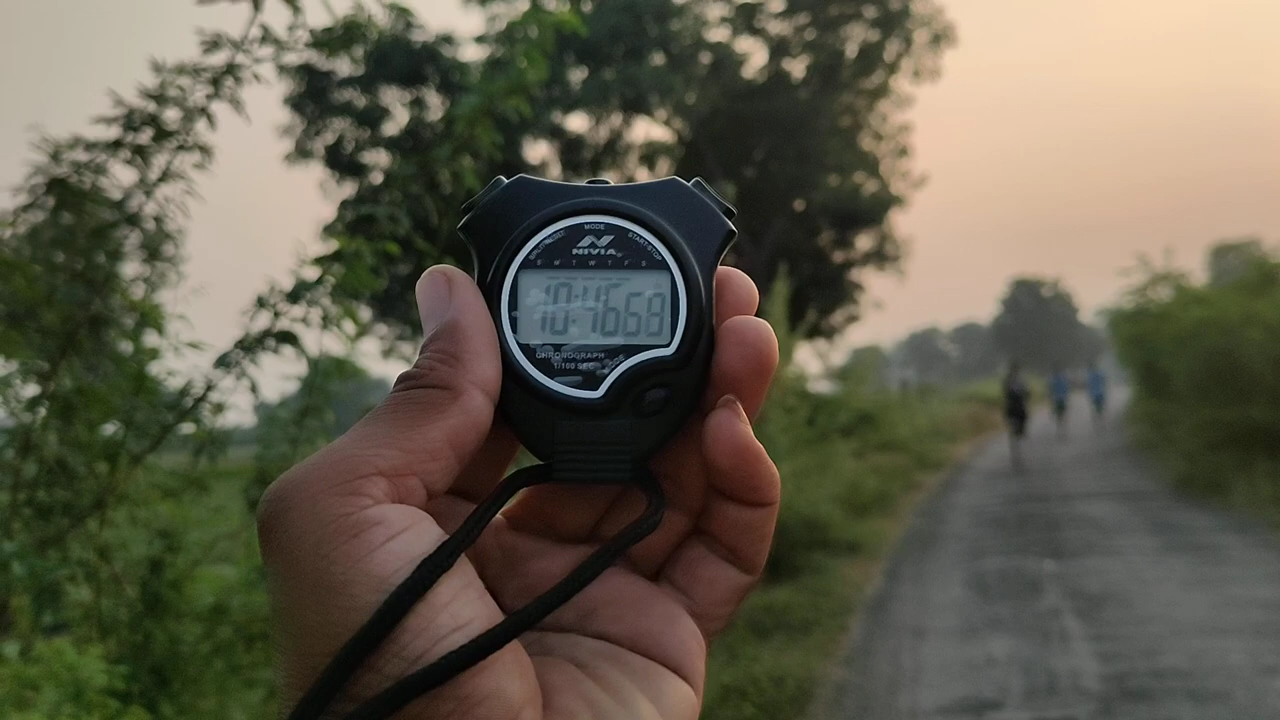 MODE
SPLIT/RESET
START-STOP
NIVIA
S M T W T F S
10:46 68
CHRONOGRAPH
1/100 SEC